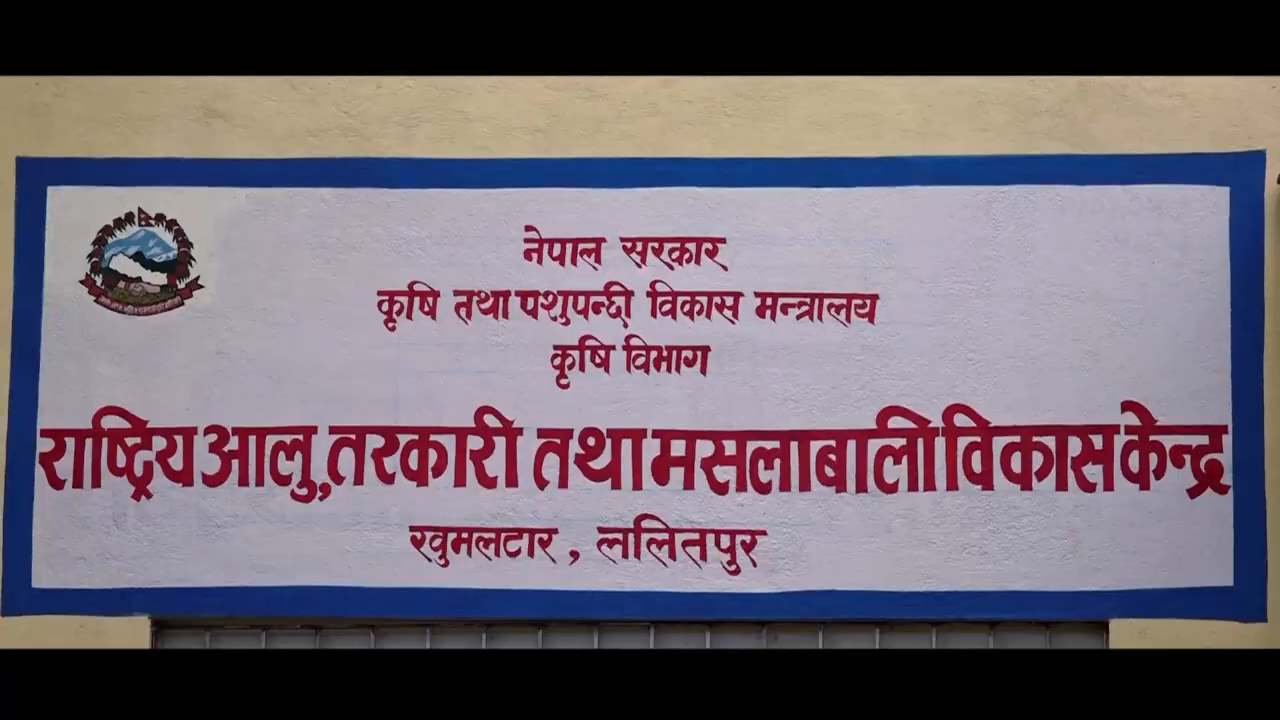 नेपाल सरकार
कृषि तथा पशुपन्छी विकास मन्त्रालय
कृषि विभाग
राष्ट्रिय आलु, तरकारी तथा मसलाबाली विकास केन्द्र
खुमलटार, ललितपुर